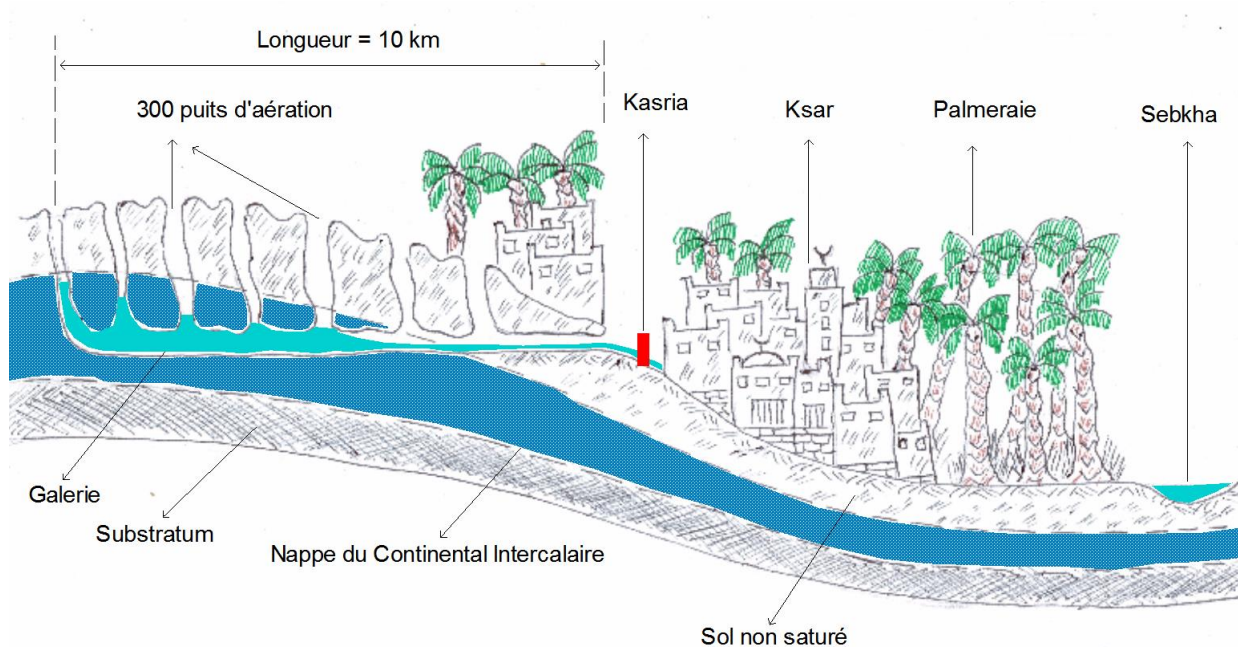 Longueur = 10 km
300 puits d'aération
Kasria
Ksar
Palmeraie
Sebkha
Galerie
Substratum
Nappe du Continental Intercalaire
Sol non saturé